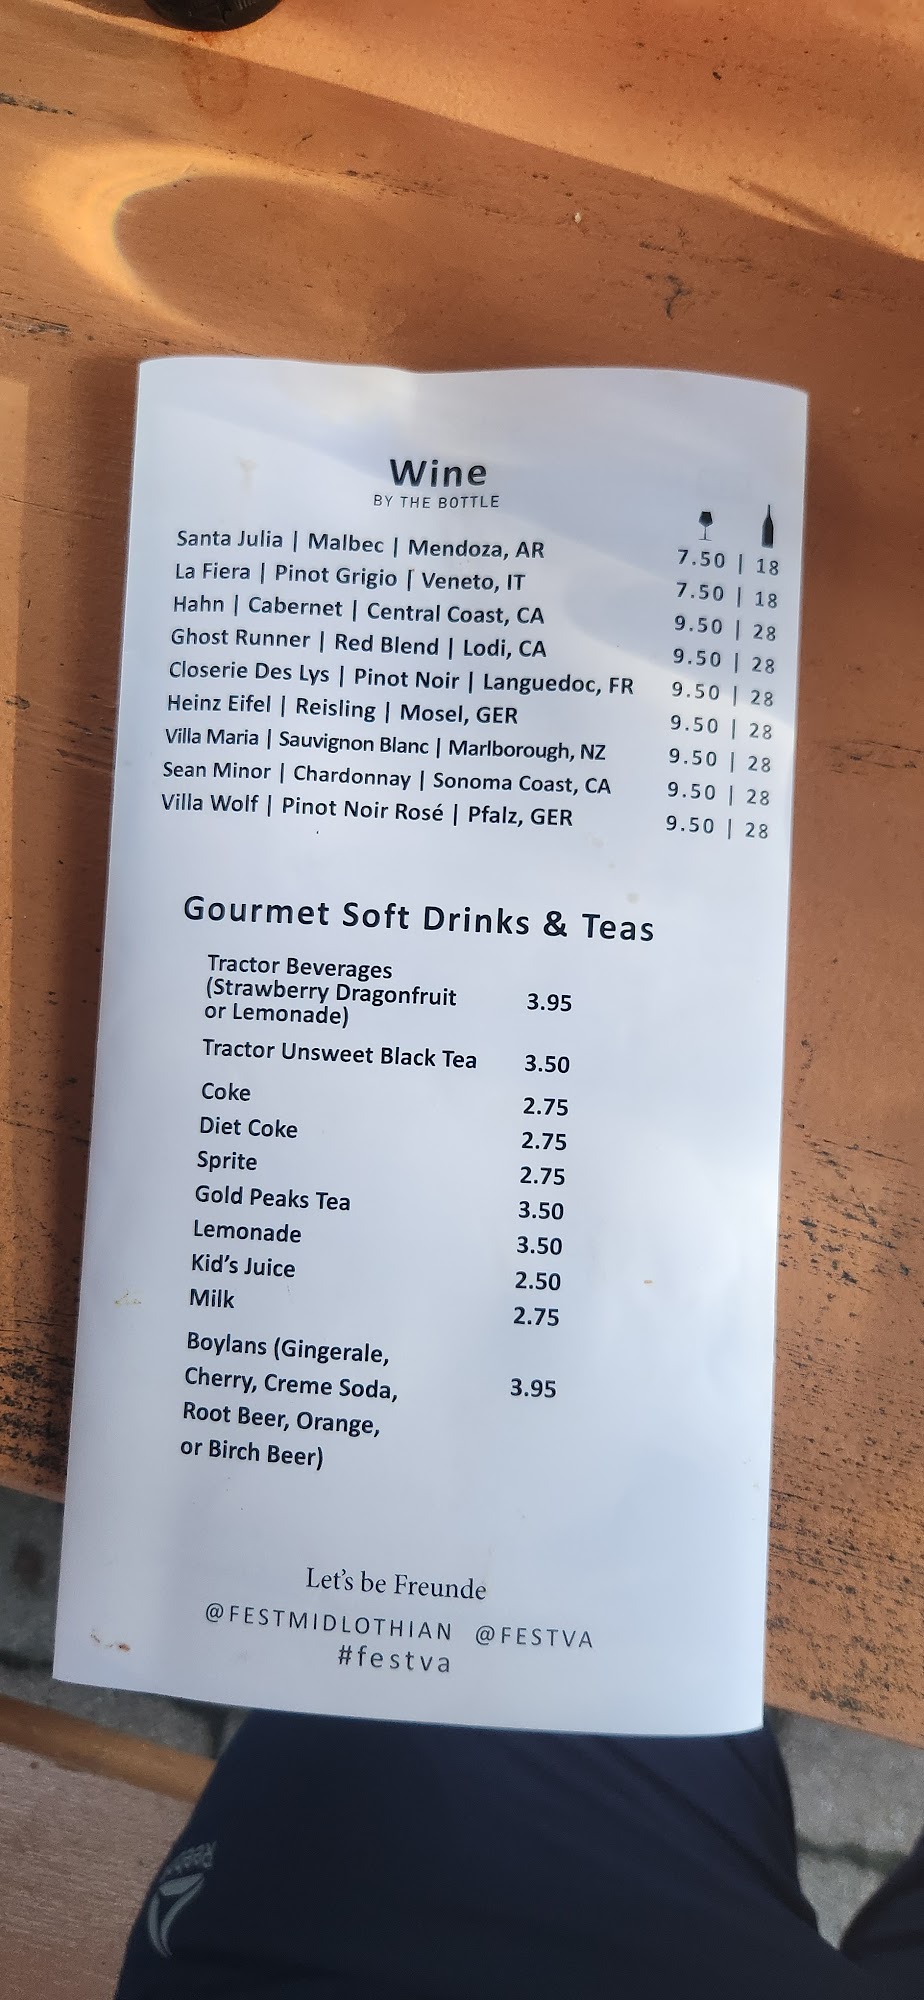 Wine
BY THE BOTTLE
Santa Julia | Malbec | Mendoza, AR 7.50 | 18
La Fiera | Pinot Grigio | Veneto, IT 7.50 | 18
Hahn | Cabernet | Central Coast, CA 9.50 | 28
Ghost Runner | Red Blend | Lodi, CA 9.50 | 28
Closerie Des Lys | Pinot Noir | Languedoc, FR 9.50 | 28
Heinz Eifel | Reisling | Mosel, GER 9.50 | 28
Villa Maria | Sauvignon Blanc | Marlborough, NZ 9.50 | 28
Sean Minor | Chardonnay | Sonoma Coast, CA 9.50 | 28
Villa Wolf | Pinot Noir Rosé | Pfalz, GER 9.50 | 28
Gourmet Soft Drinks & Teas
Tractor Beverages
(Strawberry Dragonfruit 3.95
or Lemonade)
Tractor Unsweet Black Tea 3.50
Coke 2.75
Diet Coke 2.75
Sprite 2.75
Gold Peaks Tea 3.50
Lemonade 3.50
Kid's Juice 2.50
Milk 2.75
Boylans (Gingerale,
Cherry, Creme Soda, 3.95
Root Beer, Orange,
or Birch Beer)
Let's be Freunde
@FESTMIDLOTHIAN @FESTVA
#festva